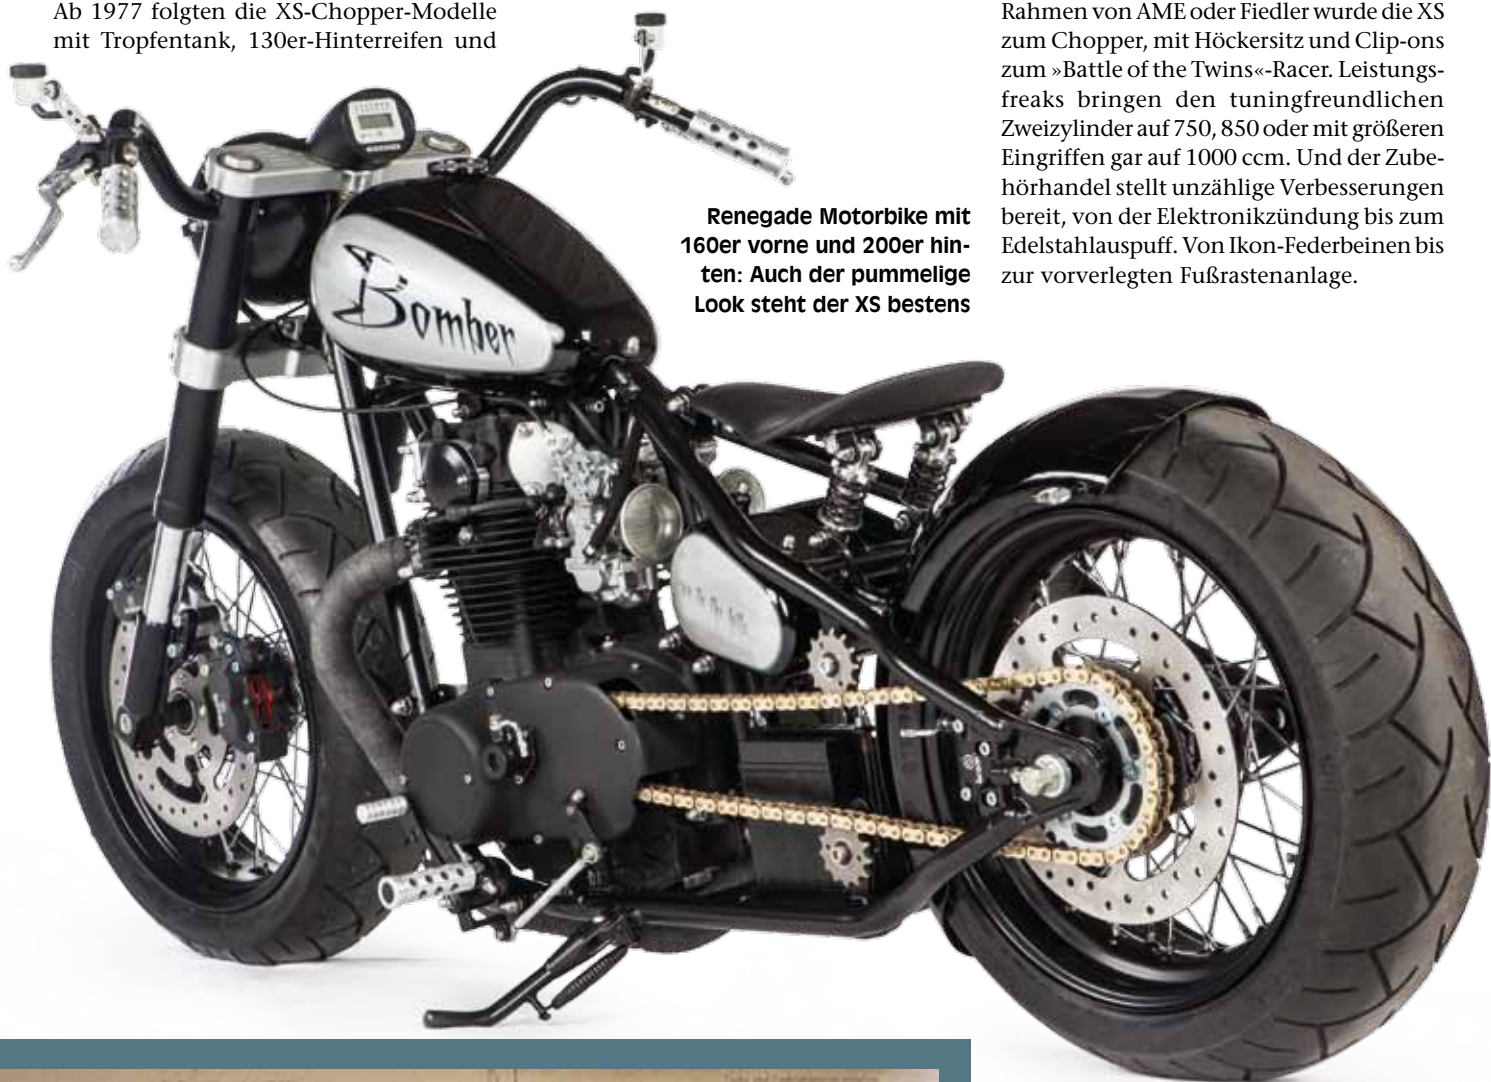 Ab 1977 folgten die XS-Chopper-Modelle
mit Tropfentank, 130er-Hinterreifen und
Renegade Motorbike mit
160er vorne und 200er hin-
ten: Auch der pummelige
Look steht der XS bestens
Rahmen von AME oder Fiedler wurde die XS
zum Chopper, mit Höckersitz und Clip-ons
zum »Battle of the Twins«-Racer. Leistungs-
freaks bringen den tuningfreundlichen
Zweizylinder auf 750, 850 oder mit größeren
Eingriffen gar auf 1000 ccm. Und der Zube-
hörhandel stellt unzählige Verbesserungen
bereit, von der Elektronikzündung bis zum
Edelstahlauspuff. Von Ikon-Federbeinen bis
zur vorverlegten Fußrastenanlage.
Bomber